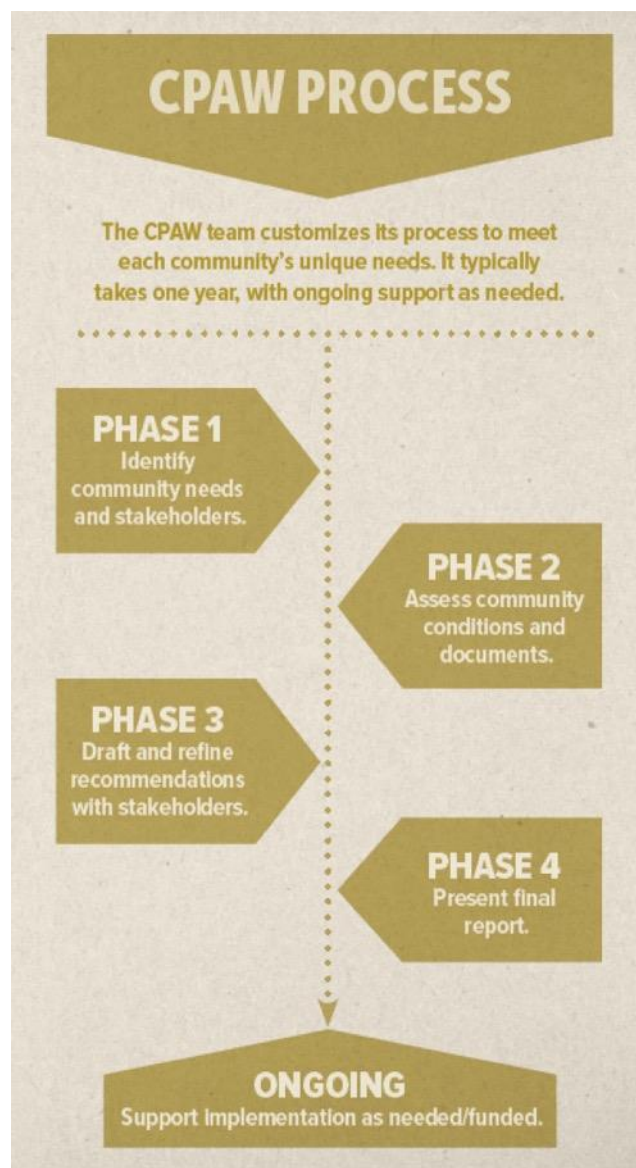 CPAW PROCESS
The CPAW team customizes its process to meet
each community’s unique needs. It typically
takes one year, with ongoing support as needed.
PHASE 1
Identify
community needs
and stakeholders.
PHASE 2
Assess community
conditions and
documents.
PHASE 3
Draft and refine
recommendations
with stakeholders.
PHASE 4
Present final
report.
ONGOING
Support implementation as needed/funded.